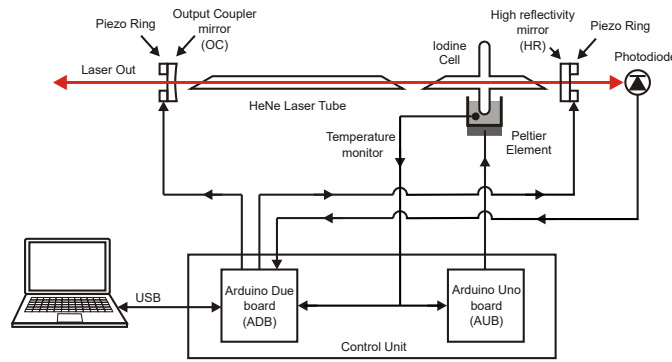 Piezo Ring
Output Coupler
mirror
(OC)
High reflectivity
mirror (HR)
Piezo Ring
Iodine
Cell
Photodiode
Laser Out
HeNe Laser Tube
Temperature
monitor
Peltier
Element
USB
Arduino Due
board
(ADB)
Arduino Uno
board
(AUB)
Control Unit